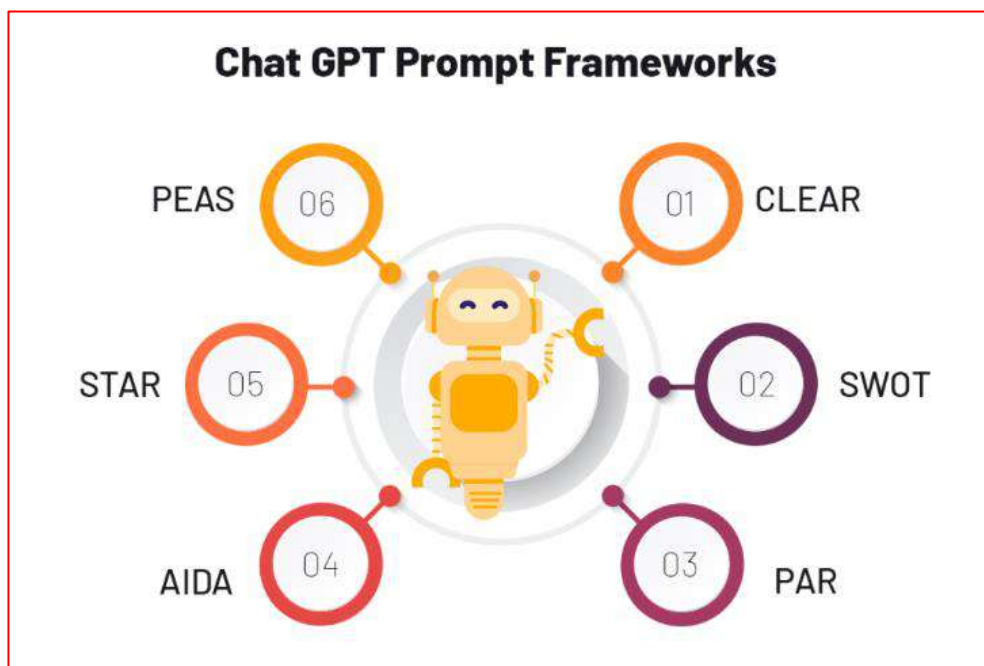 Chat GPT Prompt Frameworks
PEAS
06
01
CLEAR
STAR
05
02
SWOT
AIDA
04
03
PAR